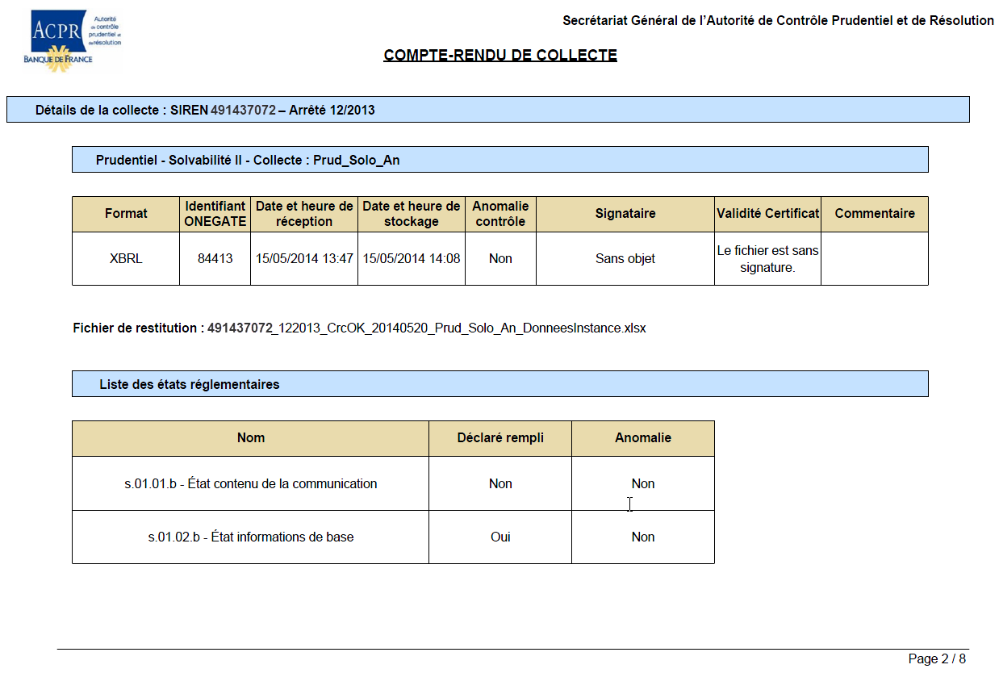 ACPR
BANQUE DE FRANCE
Autorité
de contrôle
prudentiel et
de résolution
Secrétariat Général de l’Autorité de Contrôle Prudentiel et de Résolution
COMPTE-RENDU DE COLLECTE
Détails de la collecte : SIREN 491437072 – Arrêté 12/2013
Prudentiel - Solvabilité II - Collecte : Prud_Solo_An
Format
Identifiant
ONEGATE
Date et heure de
réception
Date et heure de
stockage
Anomalie
contrôle
Signataire
Validité Certificat
Commentaire
XBRL
84413
15/05/2014 13:47
15/05/2014 14:08
Non
Sans objet
Le fichier est sans
signature.
Fichier de restitution : 491437072_122013_CrcOK_20140520_Prud_Solo_An_DonneesInstance.xlsx
Liste des états réglementaires
Nom
Déclaré rempli
Anomalie
s.01.01.b - État contenu de la communication
Non
Non
s.01.02.b - État informations de base
Oui
Non
Page 2 / 8